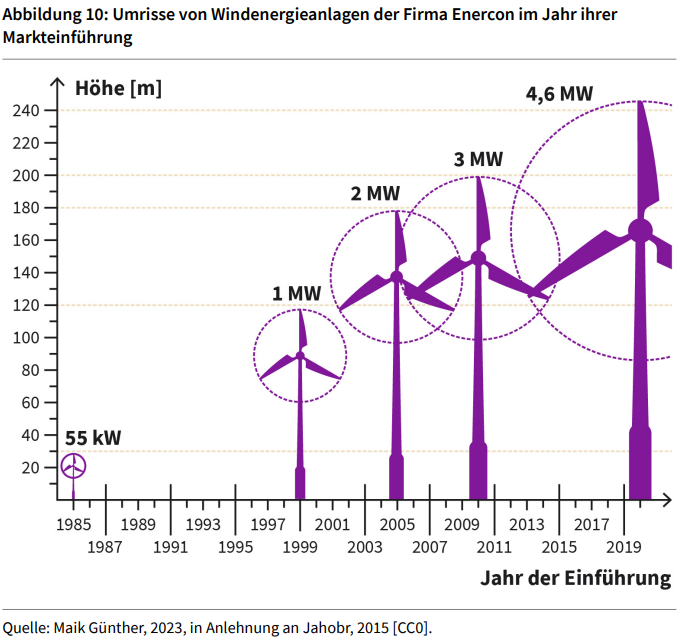 Abbildung 10: Umrisse von Windenergieanlagen der Firma Enercon im Jahr ihrer
Markteinführung
Höhe [m]
4,6 MW
240
220
3 MW
200
2 MW
180
160
140
1 MW
120
100
80
60
55 kW
40
20
1985 1989 1993 1997 2001 2005 2009 2013 2017
1987 1991 1995 1999 2003 2007 2011 2015 2019
Jahr der Einführung
Quelle: Maik Günther, 2023, in Anlehnung an Jahobr, 2015 [CC0].